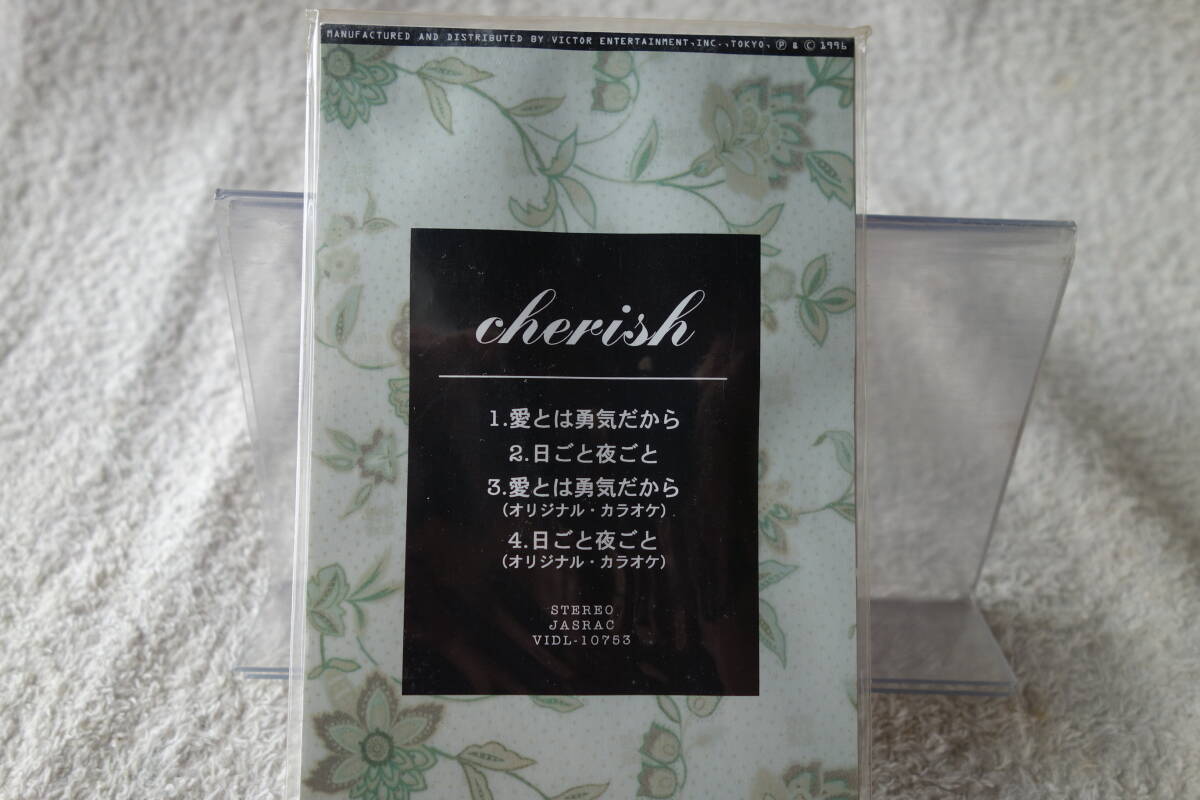 MANUFACTURED AND DISTRIBUTED BY VICTOR ENTERTAINMENT,INC.,TOKYO, Ⓟ & © 1996
cherish
1.愛とは勇気だから
2.日ごと夜ごと
3.愛とは勇気だから
(オリジナル・カラオケ)
4.日ごと夜ごと
(オリジナル・カラオケ)
STEREO
JASRAC
VIDL-10753